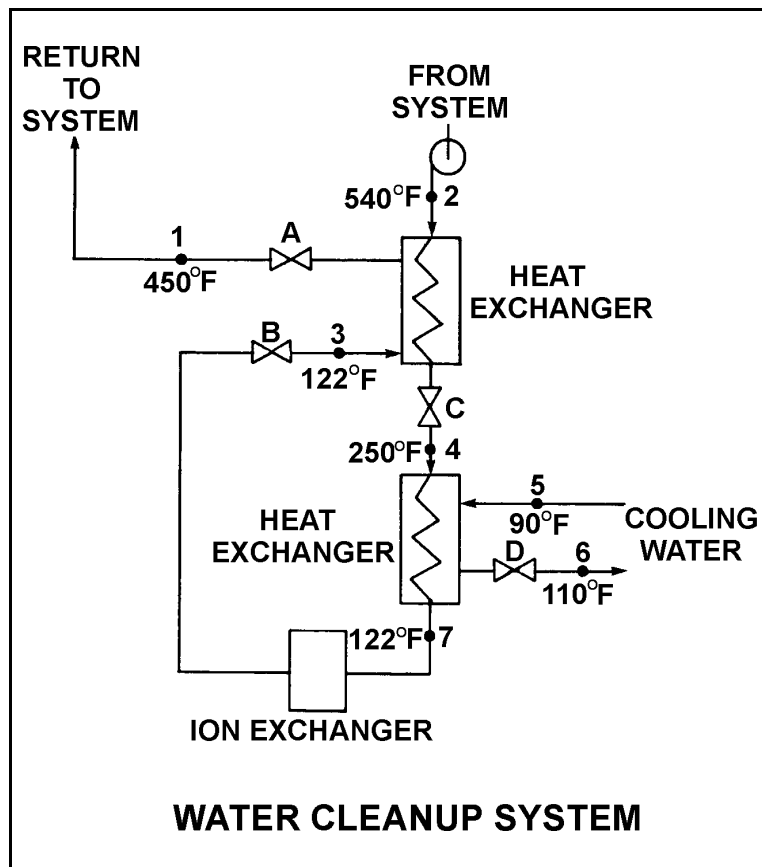 RETURN
TO
SYSTEM
FROM
SYSTEM
540°F 2
1
A
450°F
HEAT
EXCHANGER
B
3
122°F
C
250°F 4
HEAT
EXCHANGER
5
90°F
COOLING
WATER
D
6
110°F
122°F 7
ION EXCHANGER
WATER CLEANUP SYSTEM